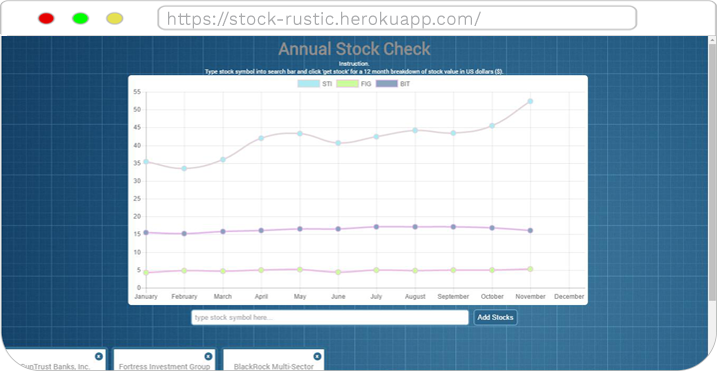 https://stock-rustic.herokuapp.com/
Annual Stock Check
Instruction.
Type stock symbol into search bar and click 'get stock' for a 12 month breakdown of stock value in US dollars ($).
STI FIG BIT
55
50
45
40
35
30
25
20
15
10
5
0
January February March April May June July August September October November December
type stock symbol here... Add Stocks
x x x
SunTrust Banks, Inc. Fortress Investment Group BlackRock Multi-Sector